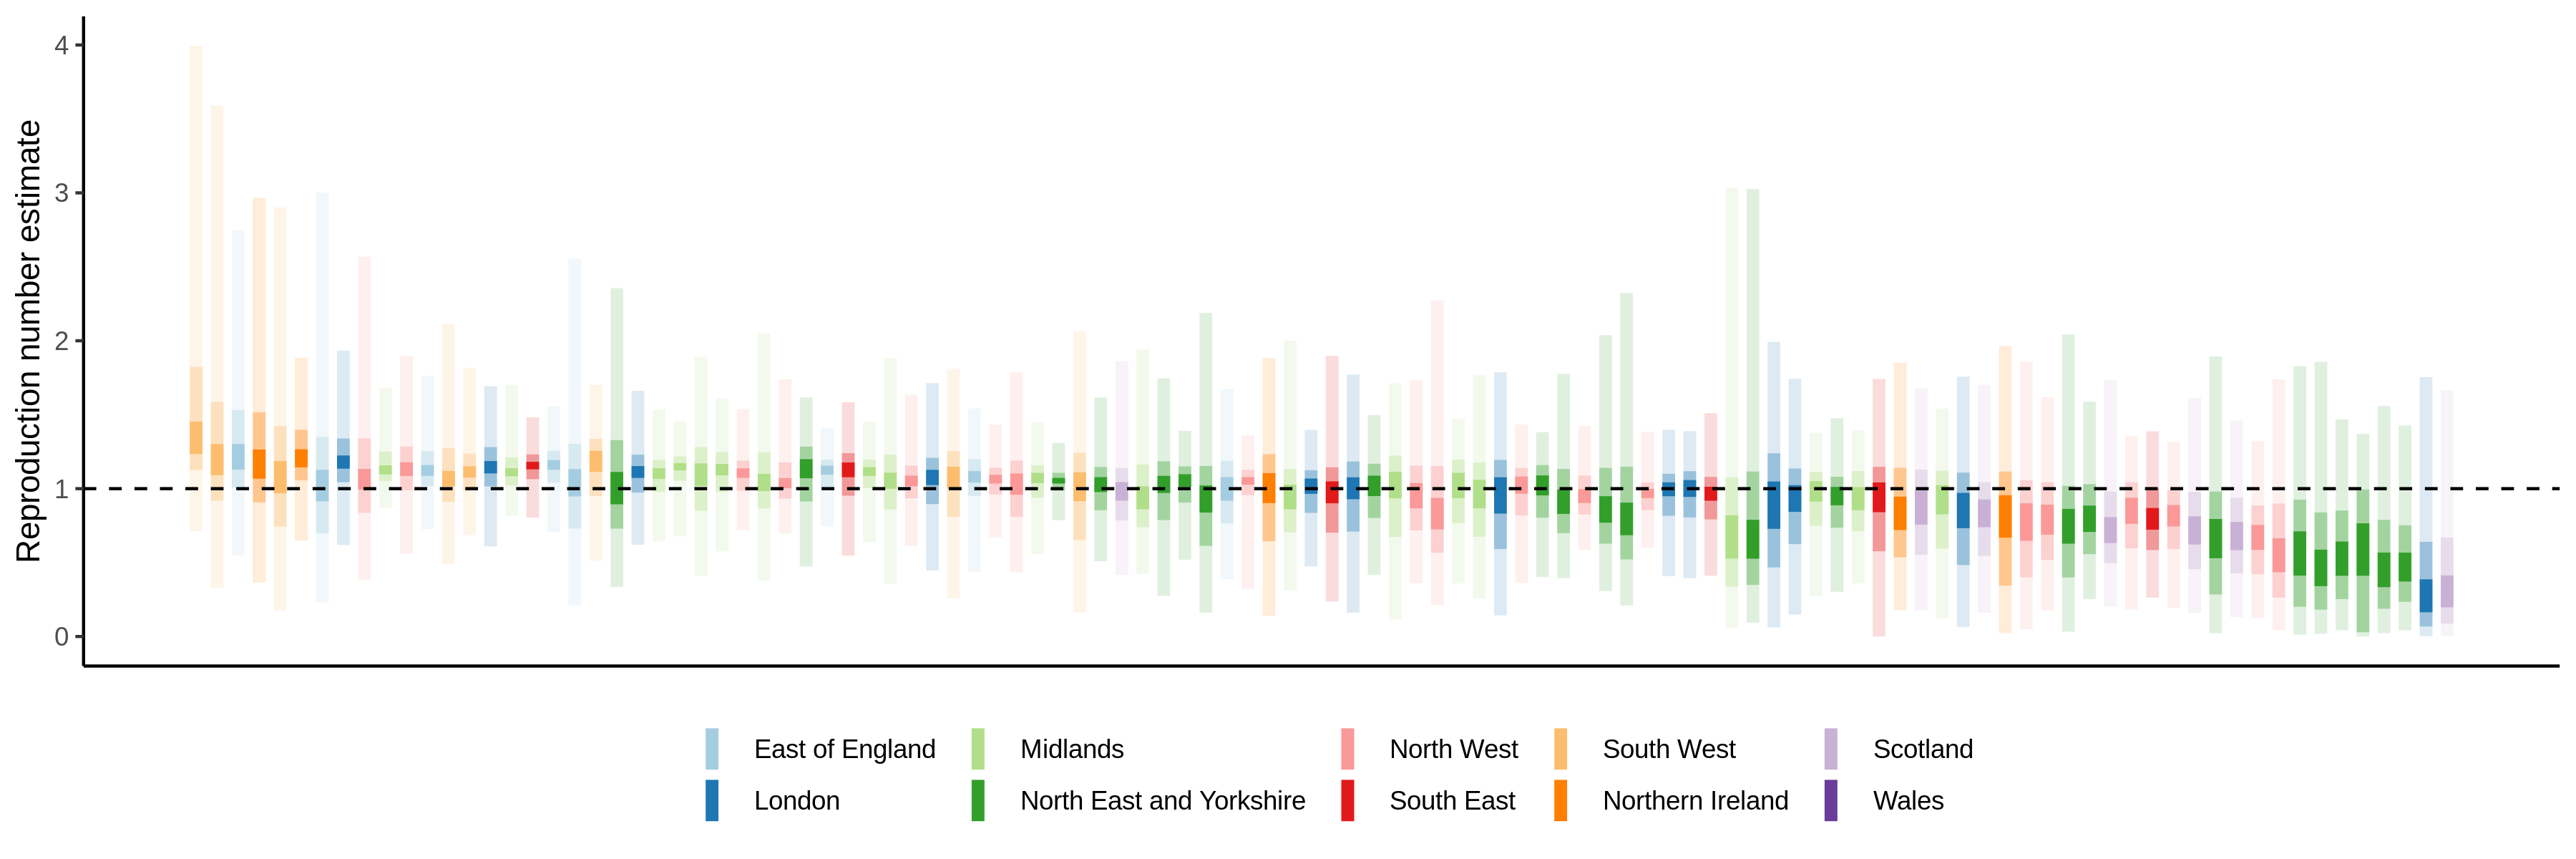 Reproduction number estimate
4
3
2
1
0
East of England
Midlands
North West
South West
Scotland
London
North East and Yorkshire
South East
Northern Ireland
Wales